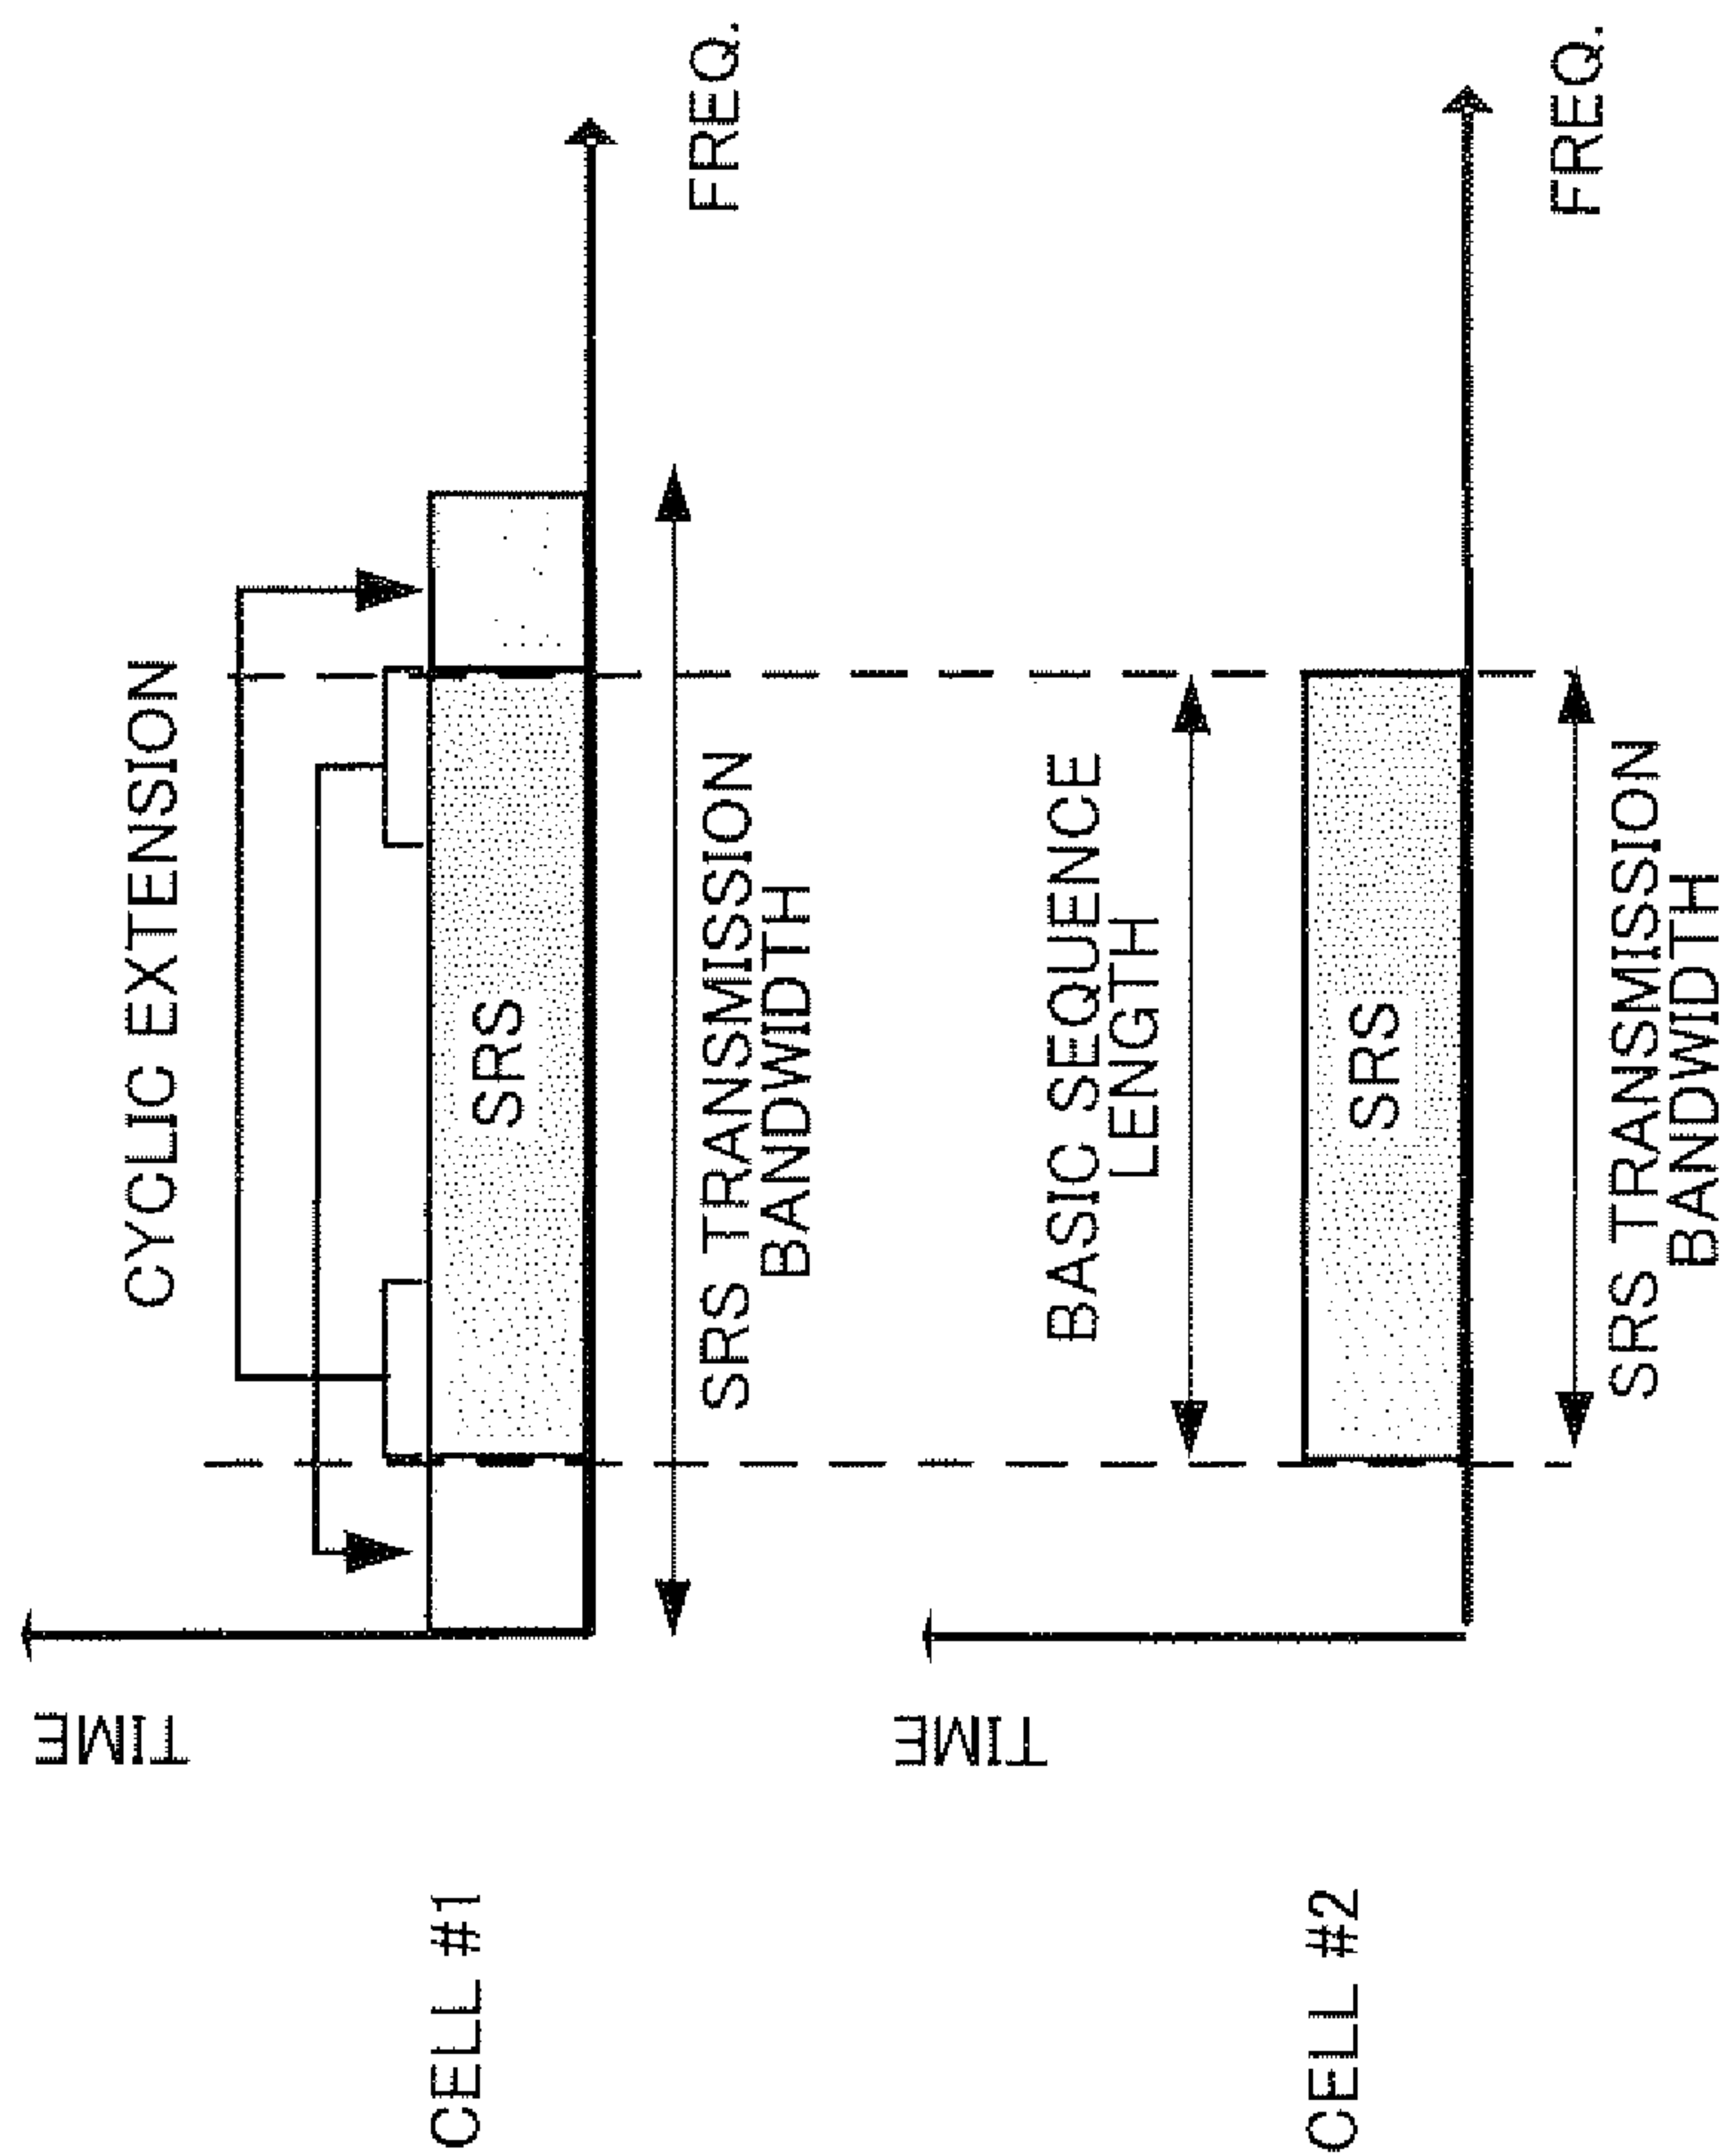 CELL #1
TIME
CYCLIC EXTENSION
SRS
FREQ.
SRS TRANSMISSION
BANDWIDTH
CELL #2
TIME
BASIC SEQUENCE
LENGTH
SRS
FREQ.
SRS TRANSMISSION
BANDWIDTH